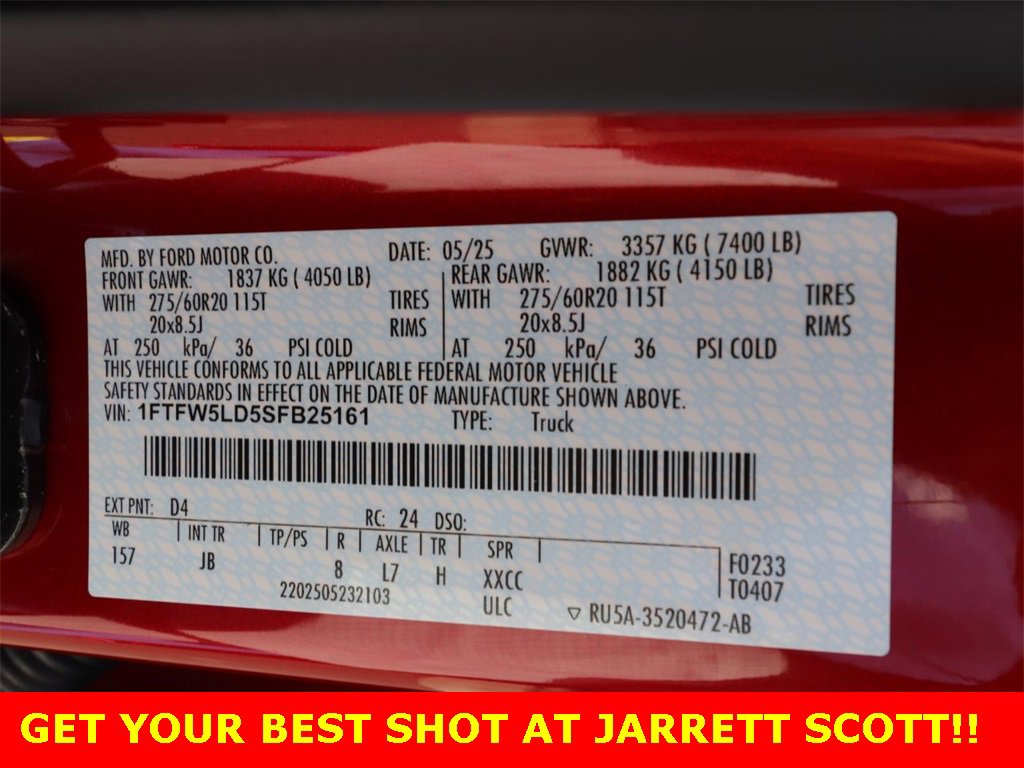 MFD. BY FORD MOTOR CO. DATE: 05/25 GVWR: 3357 KG ( 7400 LB)
FRONT GAWR: 1837 KG ( 4050 LB) REAR GAWR: 1882 KG ( 4150 LB)
WITH 275/60R20 115T TIRES WITH 275/60R20 115T TIRES
20x8.5J RIMS 20x8.5J RIMS
AT 250 kPa/ 36 PSI COLD AT 250 kPa/ 36 PSI COLD
THIS VEHICLE CONFORMS TO ALL APPLICABLE FEDERAL MOTOR VEHICLE
SAFETY STANDARDS IN EFFECT ON THE DATE OF MANUFACTURE SHOWN ABOVE.
VIN: 1FTFW5LD5SFB25161 TYPE: Truck
EXT PNT: D4 RC: 24 DSO:
WB INT TR TP/PS R AXLE TR SPR
157 JB 8 L7 H XXCC F0233
2202505232103 ULC T0407
RU5A-3520472-AB
GET YOUR BEST SHOT AT JARRETT SCOTT!!